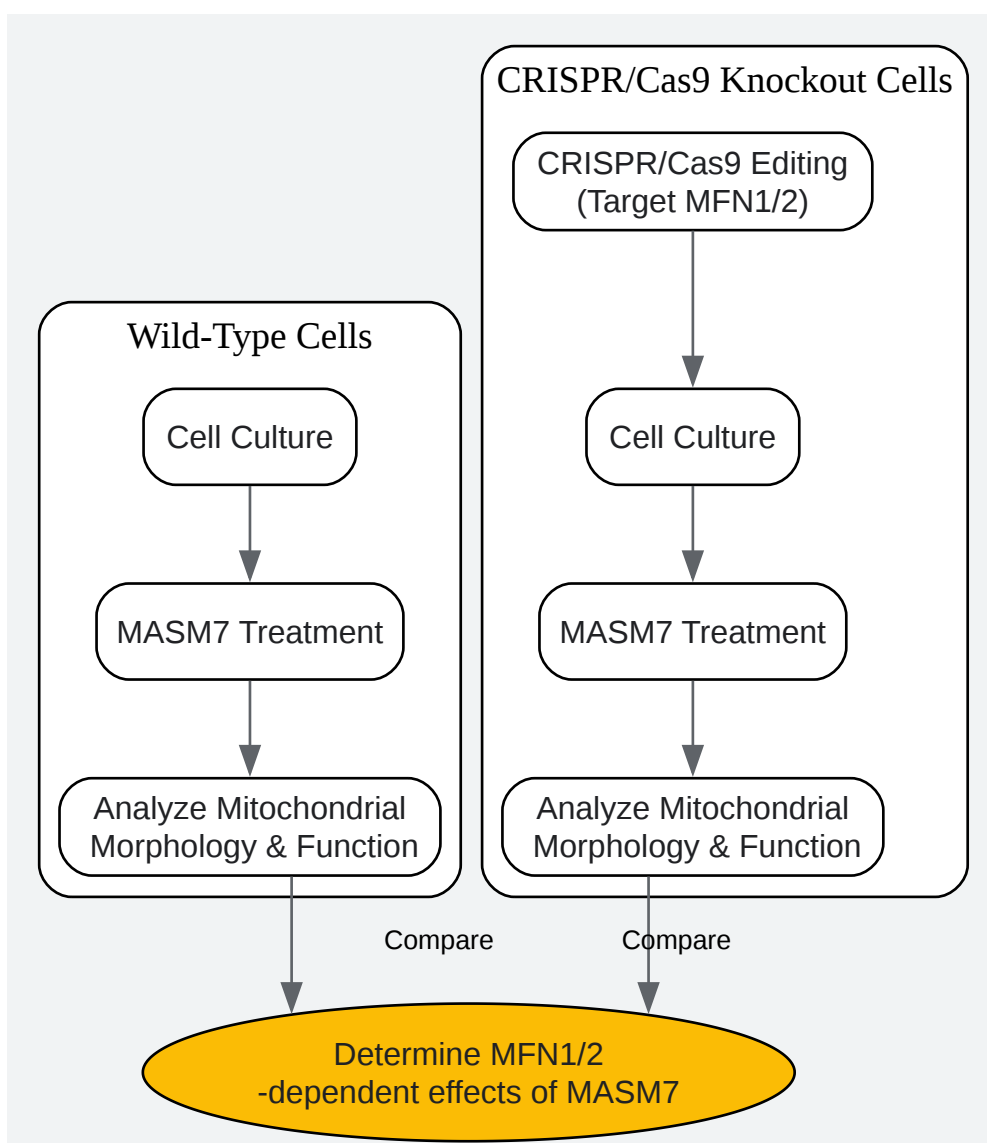 Wild-Type Cells
Cell Culture
MASM7 Treatment
Analyze Mitochondrial
Morphology & Function
CRISPR/Cas9 Knockout Cells
CRISPR/Cas9 Editing
(Target MFN1/2)
Cell Culture
MASM7 Treatment
Analyze Mitochondrial
Morphology & Function
Compare
Compare
Determine MFN1/2
-dependent effects of MASM7